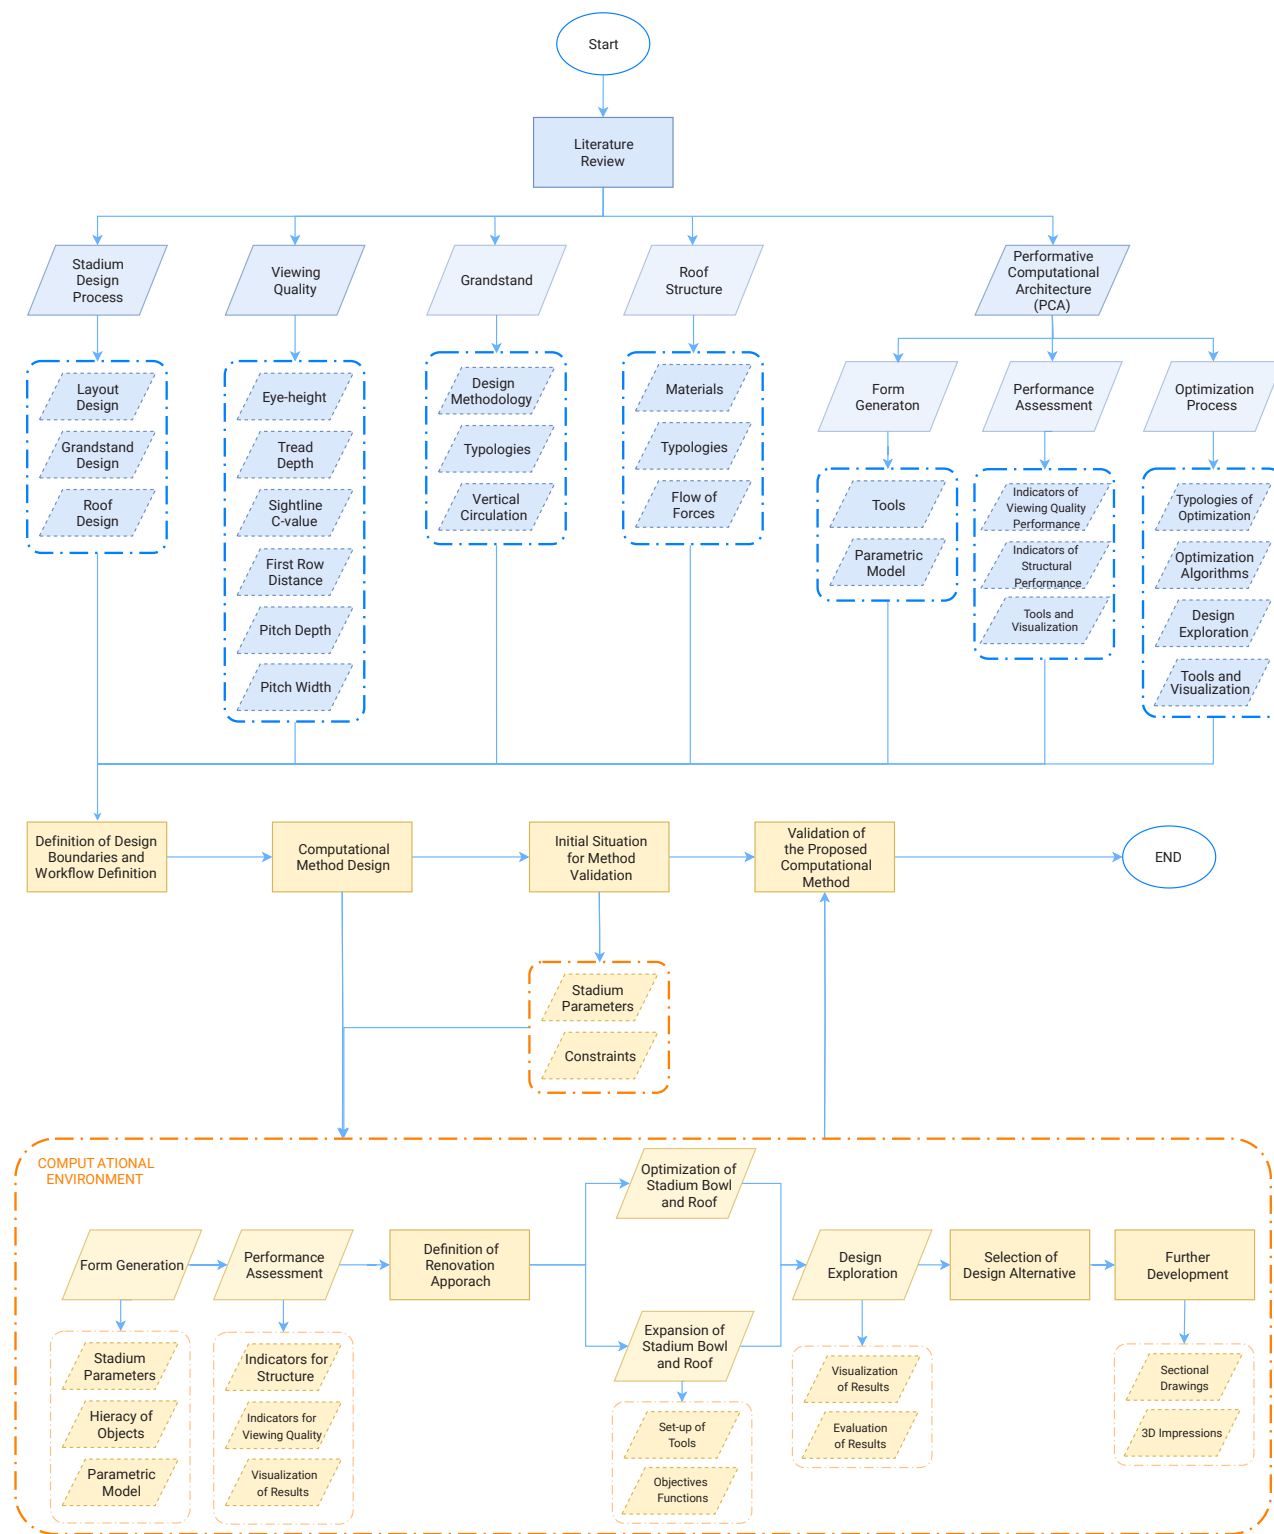 Start
Literature
Review
Stadium
Design
Process
Viewing
Quality
Grandstand
Roof
Structure
Performative
Computational
Architecture
(PCA)
Form
Generaton
Performance
Assessment
Optimization
Process
Layout
Design
Grandstand
Design
Roof
Design
Eye-height
Tread
Depth
Sightline
C-value
First Row
Distance
Pitch Depth
Pitch Width
Design
Methodology
Typologies
Vertical
Circulation
Materials
Typologies
Flow of
Forces
Tools
Parametric
Model
Indicators of
Viewing Quality
Performance
Indicators of
Structural
Performance
Tools and
Visualization
Typologies of
Optimization
Optimization
Algorithms
Design
Exploration
Tools and
Visualization
Definition of Design
Boundaries and
Workflow Definition
Computational
Method Design
Initial Situation
for Method
Validation
Validation of
the Proposed
Computational
Method
END
Stadium
Parameters
Constraints
COMPUTATIONAL
ENVIRONMENT
Form Generation
Performance
Assessment
Definition of
Renovation
Apporach
Optimization of
Stadium Bowl
and Roof
Expansion of
Stadium Bowl
and Roof
Design
Exploration
Selection of
Design Alternative
Further
Development
Stadium
Parameters
Hieracy of
Objects
Parametric
Model
Indicators for
Structure
Indicators for
Viewing Quality
Visualization
of Results
Set-up of
Tools
Objectives
Functions
Visualization
of Results
Evaluation
of Results
Sectional
Drawings
3D Impressions